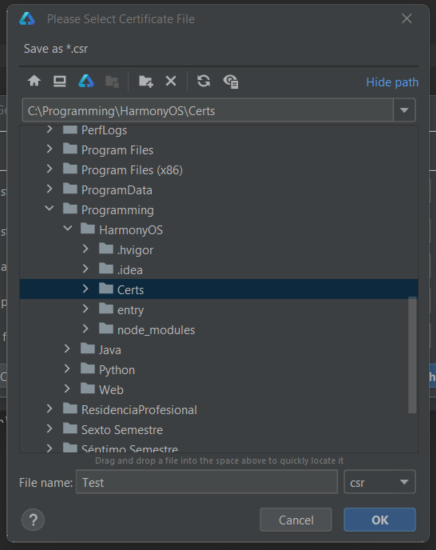 Please Select Certificate File
Save as *.csr
Hide path
C:\Programming\HarmonyOS\Certs
PerfLogs
Program Files
Program Files (x86)
ProgramData
Programming
HarmonyOS
.hvigor
.idea
Certs
entry
node_modules
Java
Python
Web
ResidenciaProfesional
Sexto Semestre
Séptimo Semestre
Drag and drop a file into the space above to quickly locate it
File name: Test csr
? Cancel OK